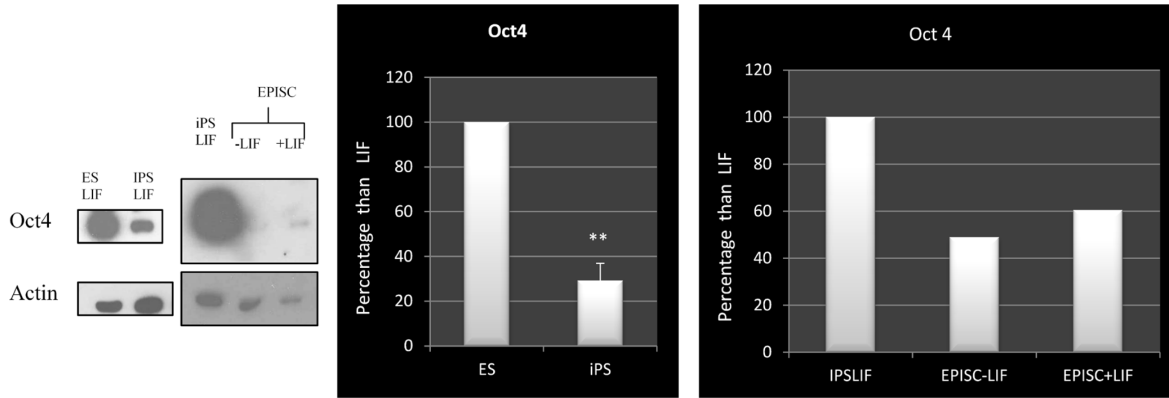 EPISC
iPS
LIF
-LIF
+LIF
ES
LIF
IPS
LIF
Oct4
Actin
Oct4
Percentage than LIF
120
100
80
60
40
20
0
ES
iPS
**
Oct 4
Percentage than LIF
120
100
80
60
40
20
0
IPSLIF
EPISC-LIF
EPISC+LIF